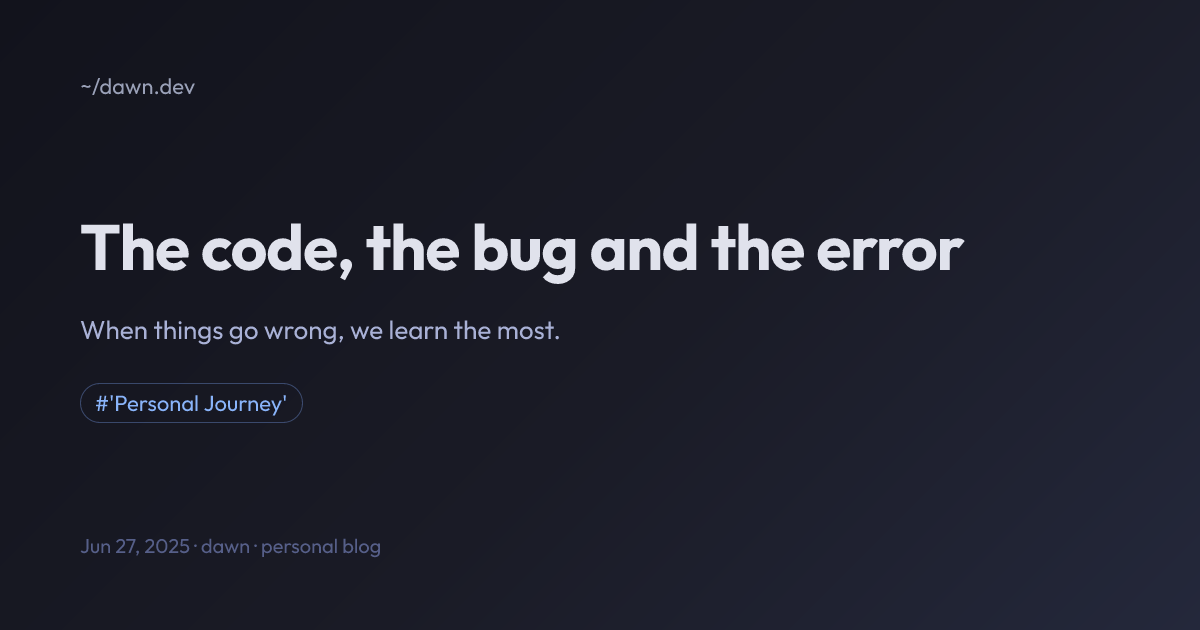 ~/dawn.dev
The code, the bug and the error
When things go wrong, we learn the most.
#'Personal Journey'
Jun 27, 2025 · dawn · personal blog